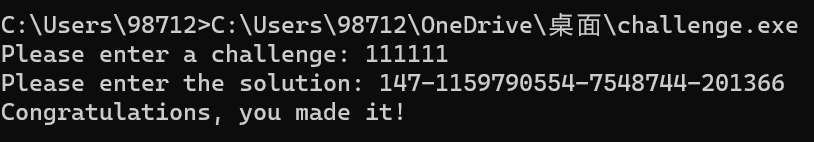 C:\Users\98712>C:\Users\98712\OneDrive\桌面\challenge.exe
Please enter a challenge: 111111
Please enter the solution: 147-1159790554-7548744-201366
Congratulations, you made it!